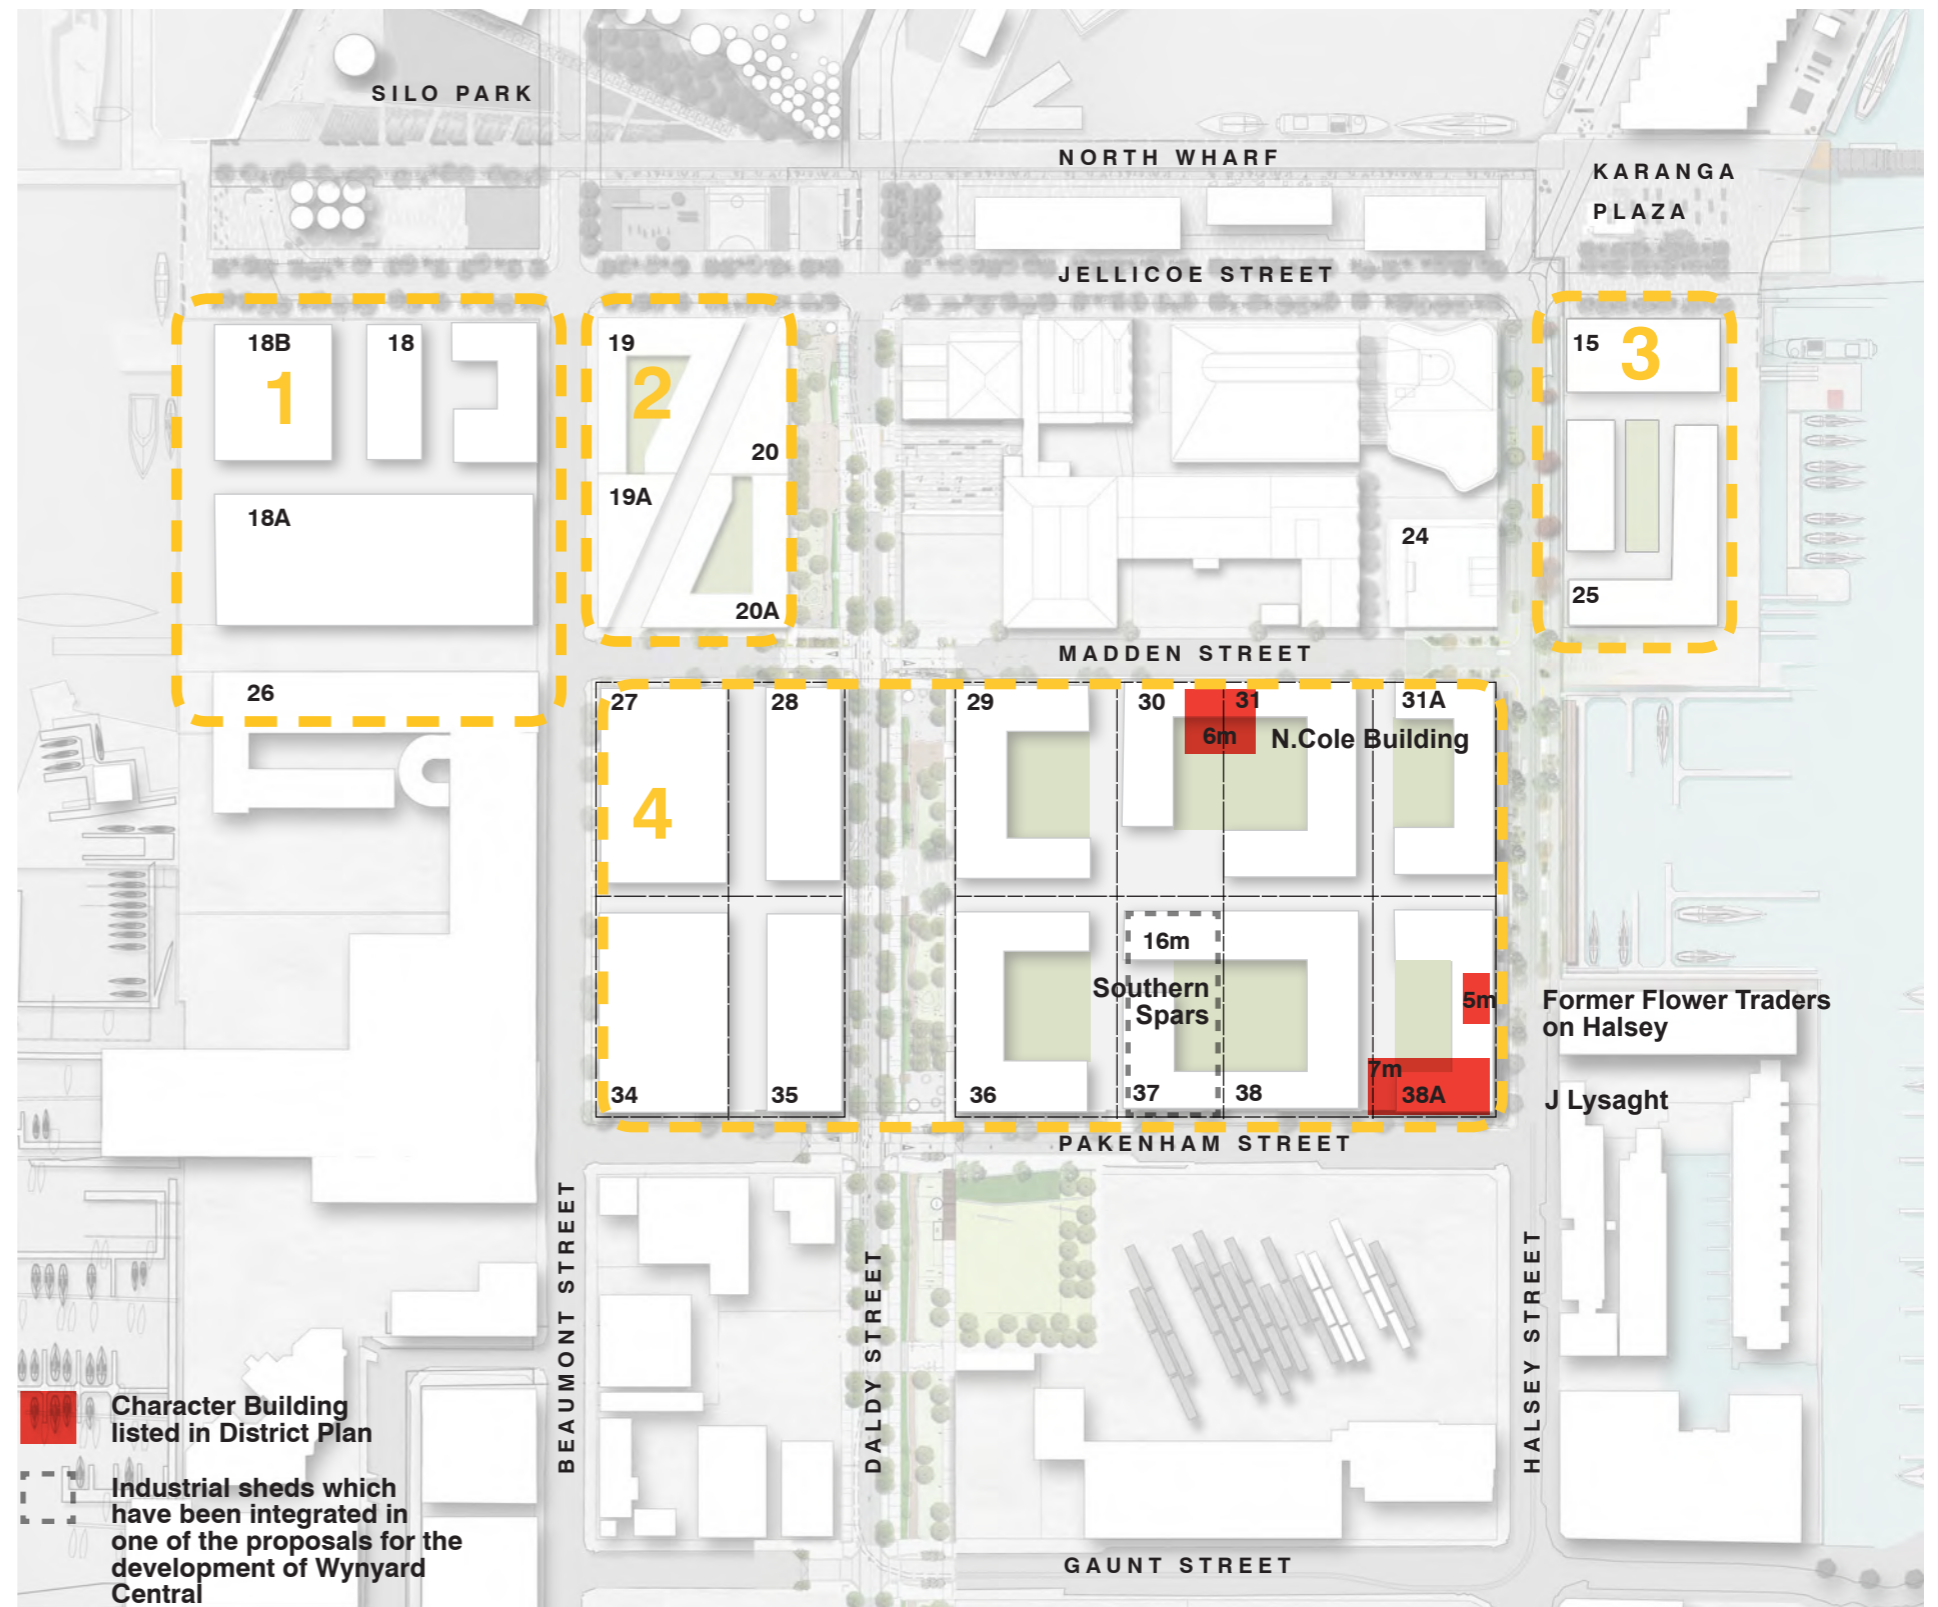 SILO PARK
NORTH WHARF
KARANGA
PLAZA
JELLICOE STREET
18B
18
1
18A
26
19
2
20
19A
20A
24
15
3
25
MADDEN STREET
27
28
29
30
31
31A
6m
N.Cole Building
4
16m
Southern
Spars
5m
Former Flower Traders
on Halsey
7m
34
35
36
37
38
38A
J Lysaght
PAKENHAM STREET
BEAUMONT STREET
DALDY STREET
HALSEY STREET
GAUNT STREET
Character Building
listed in District Plan
Industrial sheds which
have been integrated in
one of the proposals for the
development of Wynyard
Central